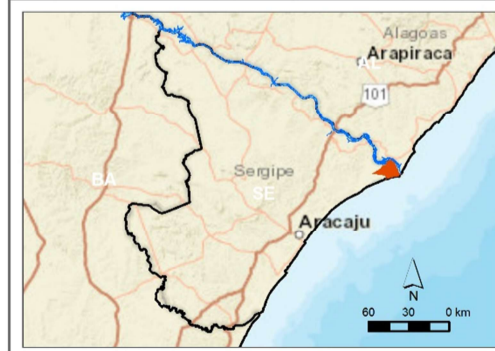 Alagoas
AL
Arapiraca
101
Sergipe
BA
SE
Aracaju
N
60 30 0 km